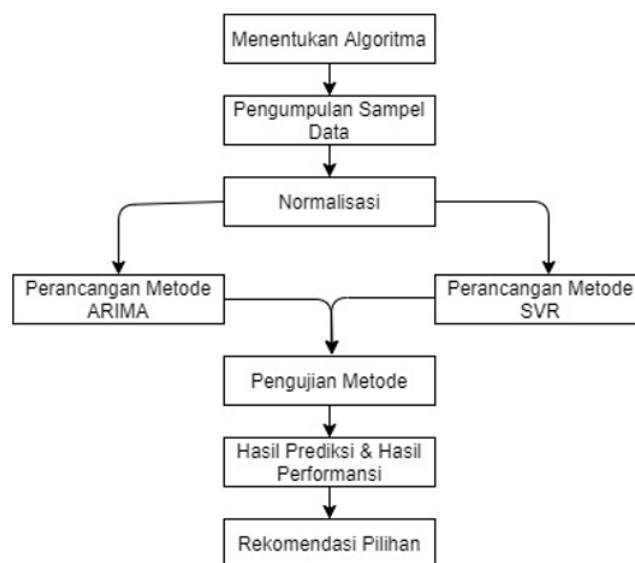 Menentukan Algoritma
Pengumpulan Sampel
Data
Normalisasi
Perancangan Metode
ARIMA
Perancangan Metode
SVR
Pengujian Metode
Hasil Prediksi & Hasil
Performansi
Rekomendasi Pilihan